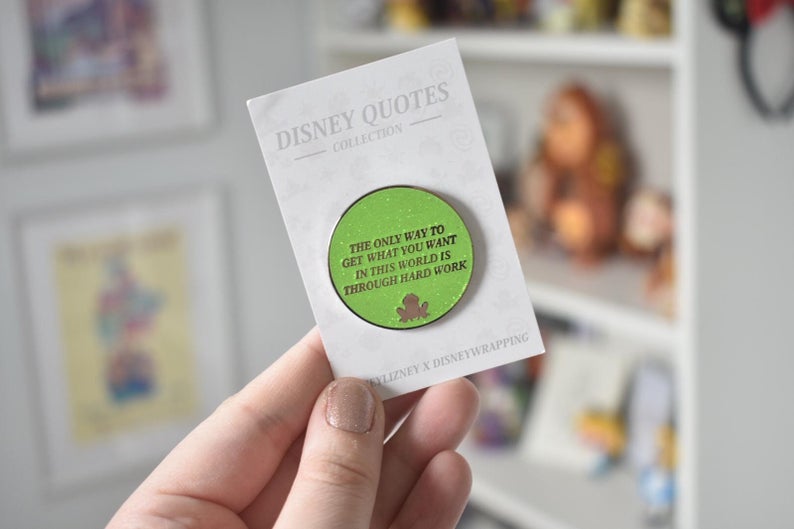 DISNEY QUOTES
COLLECTION
THE ONLY WAY TO
GET WHAT YOU WANT
IN THIS WORLD IS
THROUGH HARD WORK
X DISNEYWRAPPING